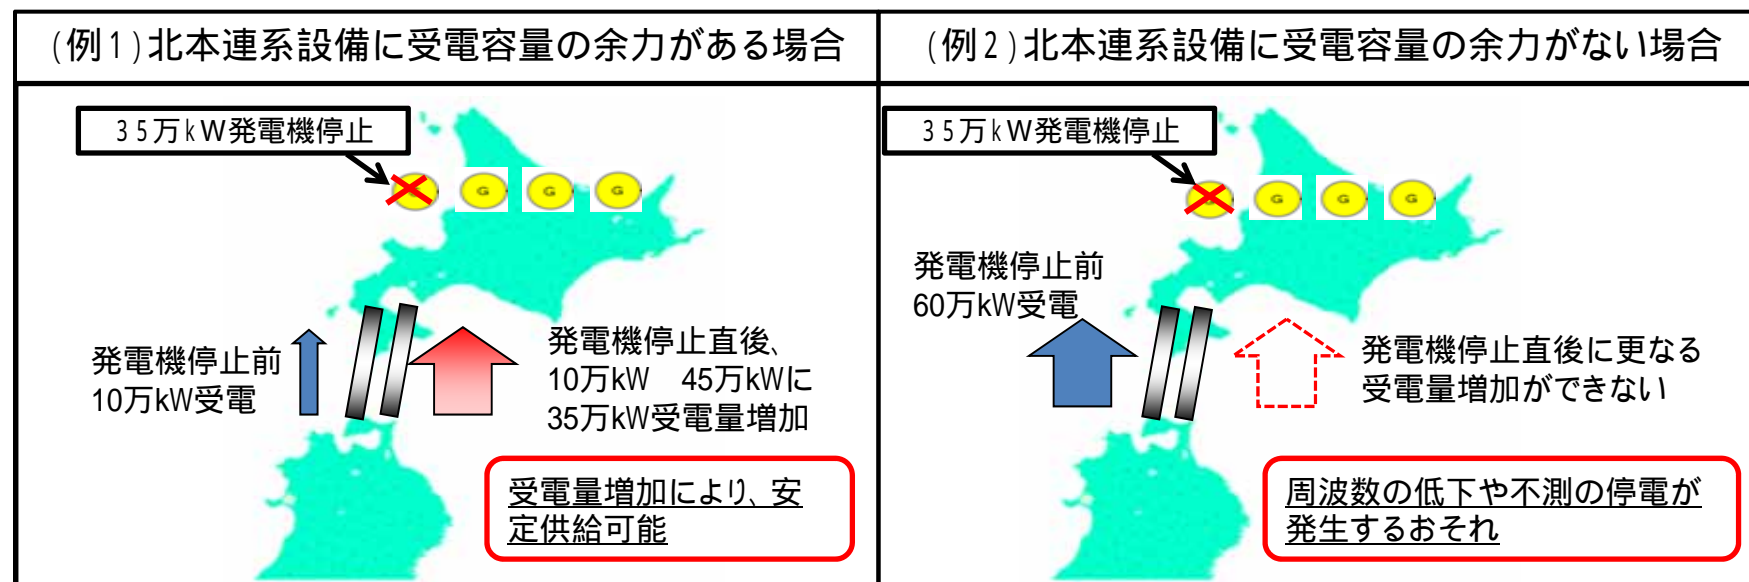 (例1)北本連系設備に受電容量の余力がある場合
35万kW発電機停止
G G G
発電機停止前
10万kW受電
発電機停止直後、
10万kW 45万kWに
35万kW受電量増加
受電量増加により、安
定供給可能
(例2)北本連系設備に受電容量の余力がない場合
35万kW発電機停止
G G G
発電機停止前
60万kW受電
発電機停止直後に更なる
受電量増加ができない
周波数の低下や不測の停電が
発生するおそれ